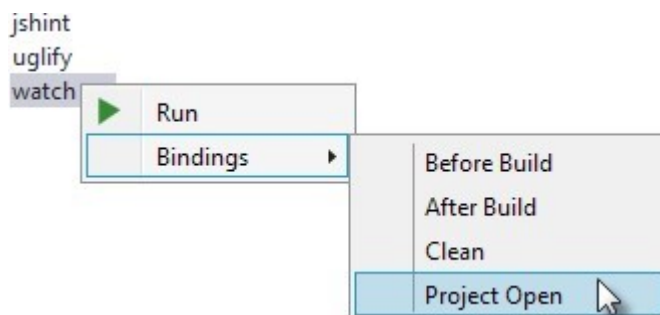 jshint
uglify
watch
Run
Bindings
Before Build
After Build
Clean
Project Open